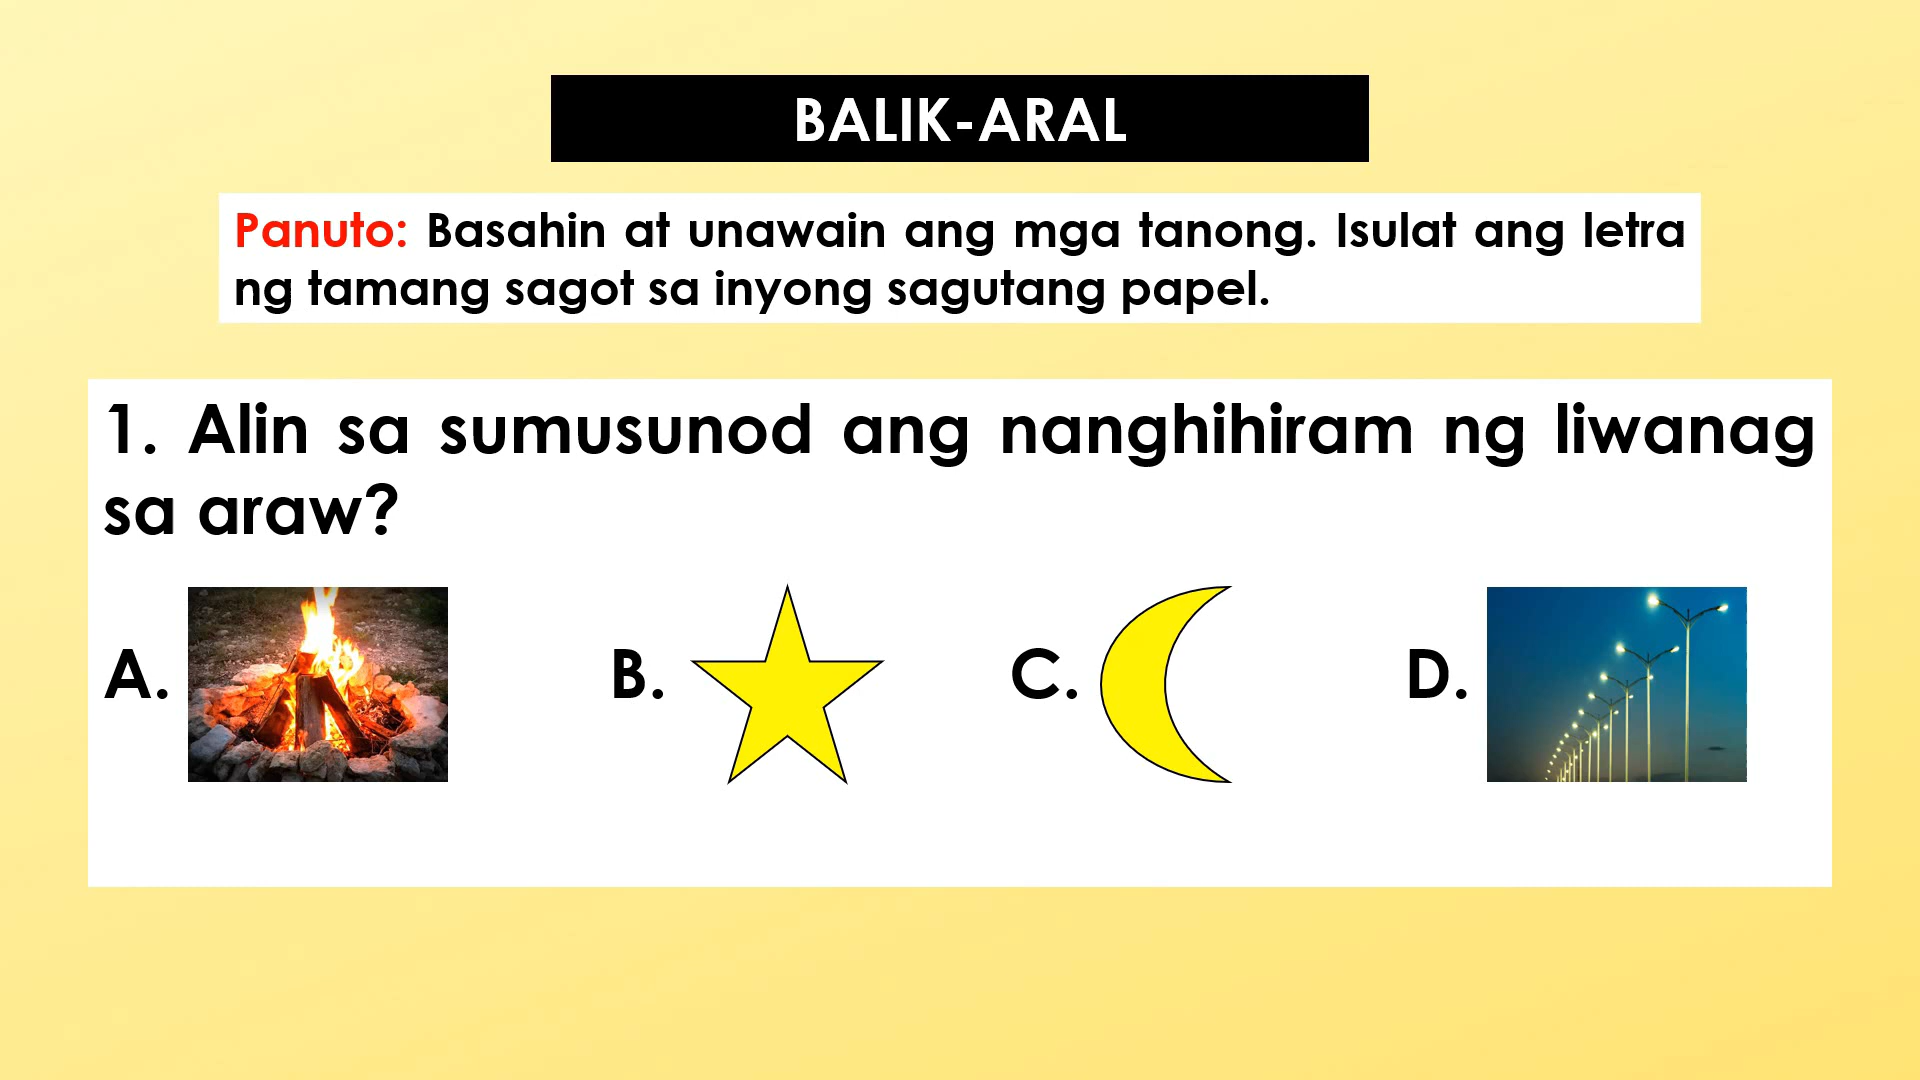 BALIK-ARAL
Panuto: Basahin at unawain ang mga tanong. Isulat ang letra
ng tamang sagot sa inyong sagutang papel.
1. Alin sa sumusunod ang nanghihiram ng liwanag
sa araw?
A. B. C. D.